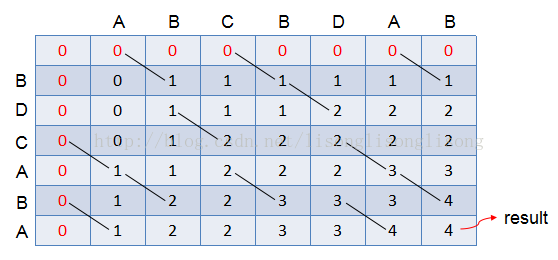 A B C B D A B
0 0 0 0 0 0 0 0
B 0 0 1 1 1 1 1 1
D 0 0 1 1 1 2 2 2
C 0 0 1 2 2 2 2 2
http://blog.csdn.net/lisonglisonglisong
A 0 1 1 2 2 2 3 3
B 0 1 2 2 3 3 3 4
A 0 1 2 2 3 3 4 4 result